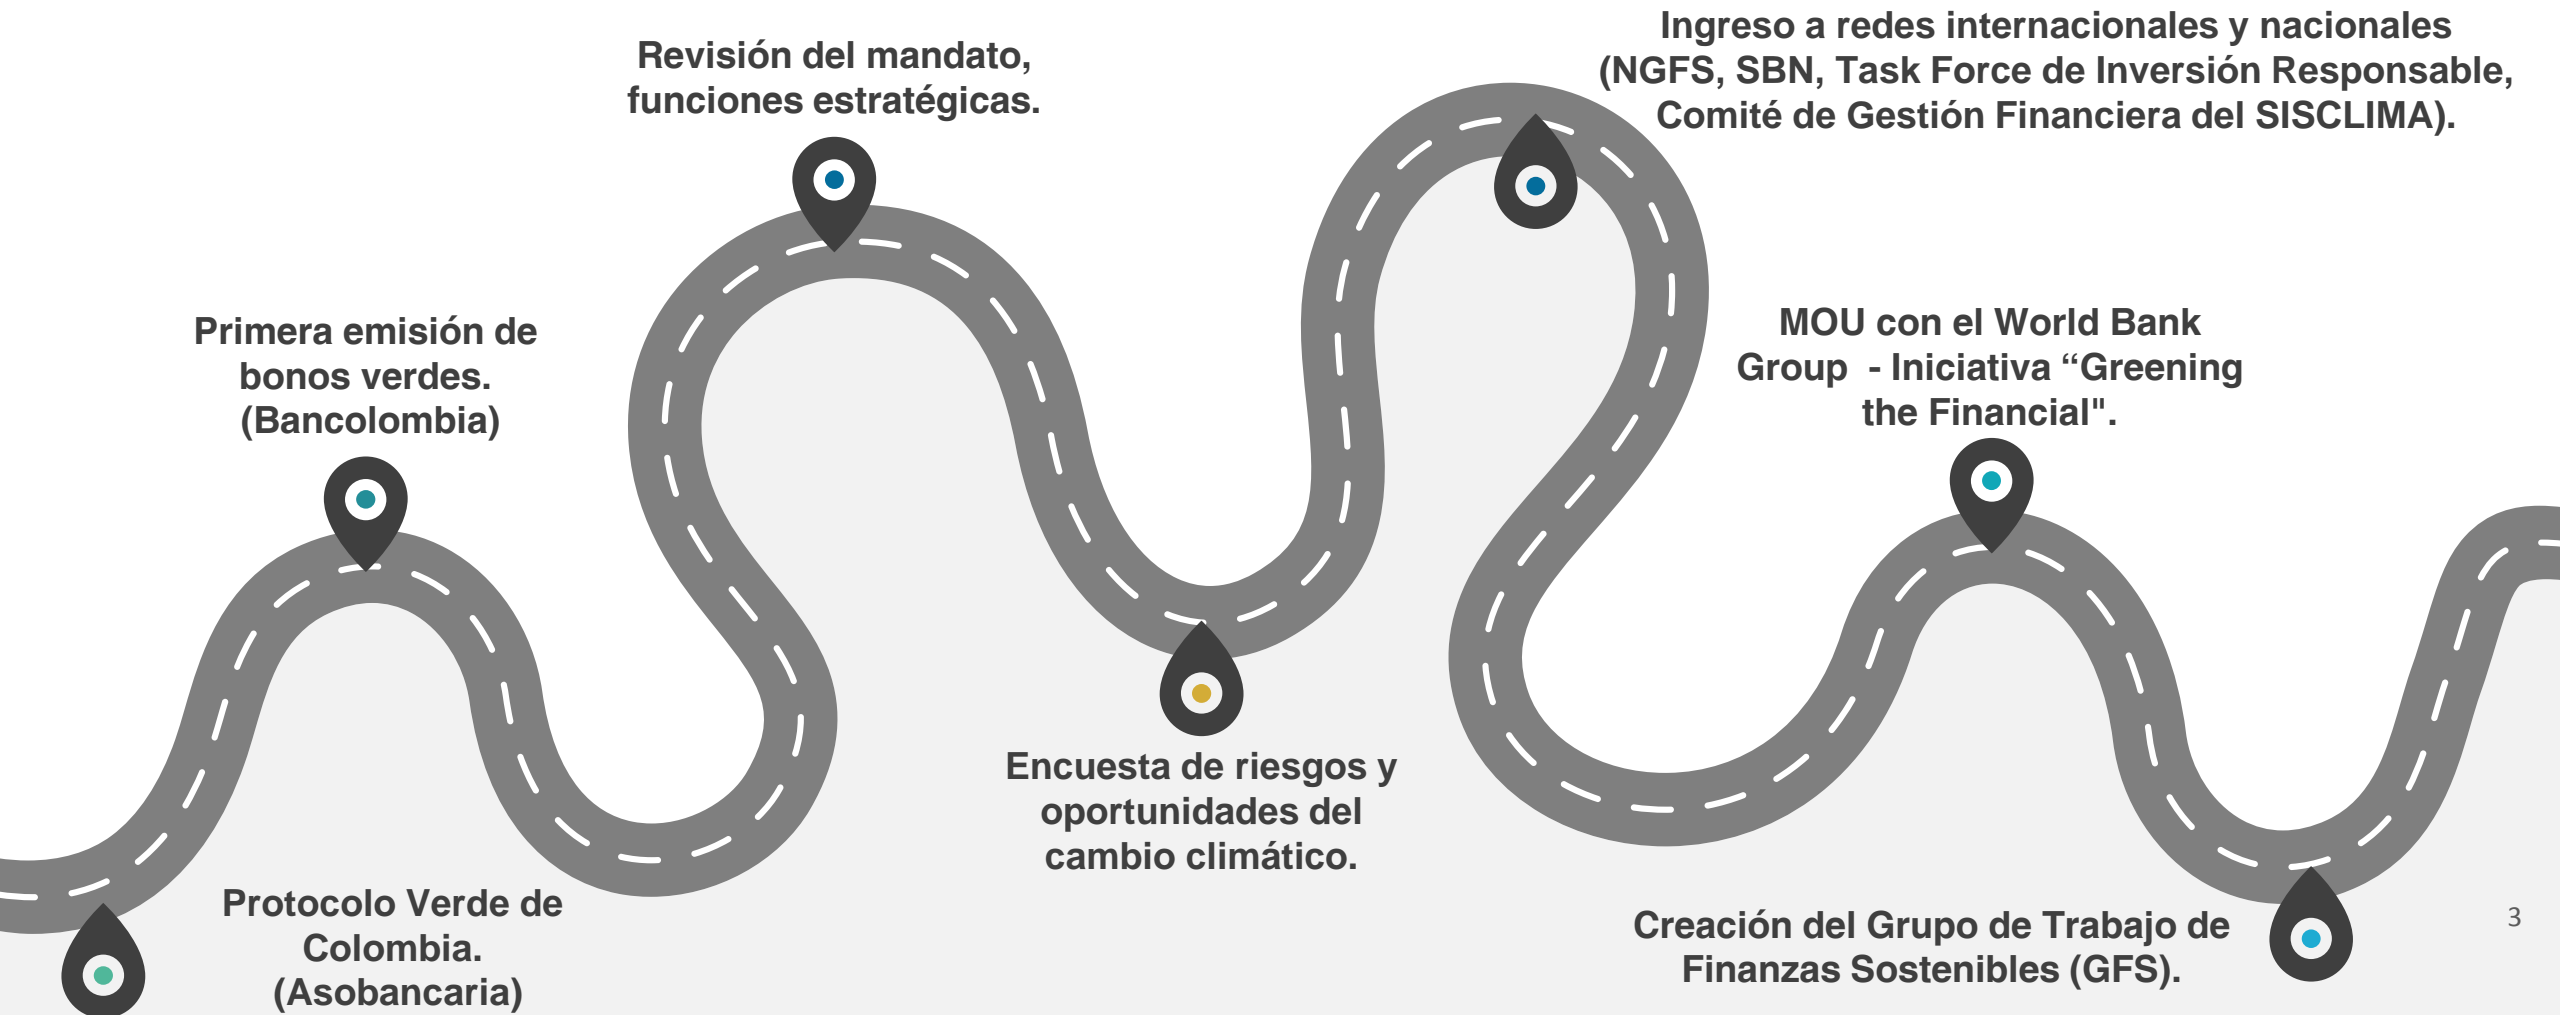 Ingreso a redes internacionales y nacionales
(NGFS, SBN, Task Force de Inversión Responsable,
Comité de Gestión Financiera del SISCLIMA).
Revisión del mandato,
funciones estratégicas.
Primera emisión de
bonos verdes.
(Bancolombia)
MOU con el World Bank
Group  - Iniciativa “Greening
the Financial".
Encuesta de riesgos y
oportunidades del
cambio climático.
Protocolo Verde de
Colombia.
(Asobancaria)
Creación del Grupo de Trabajo de
Finanzas Sostenibles (GFS).
3